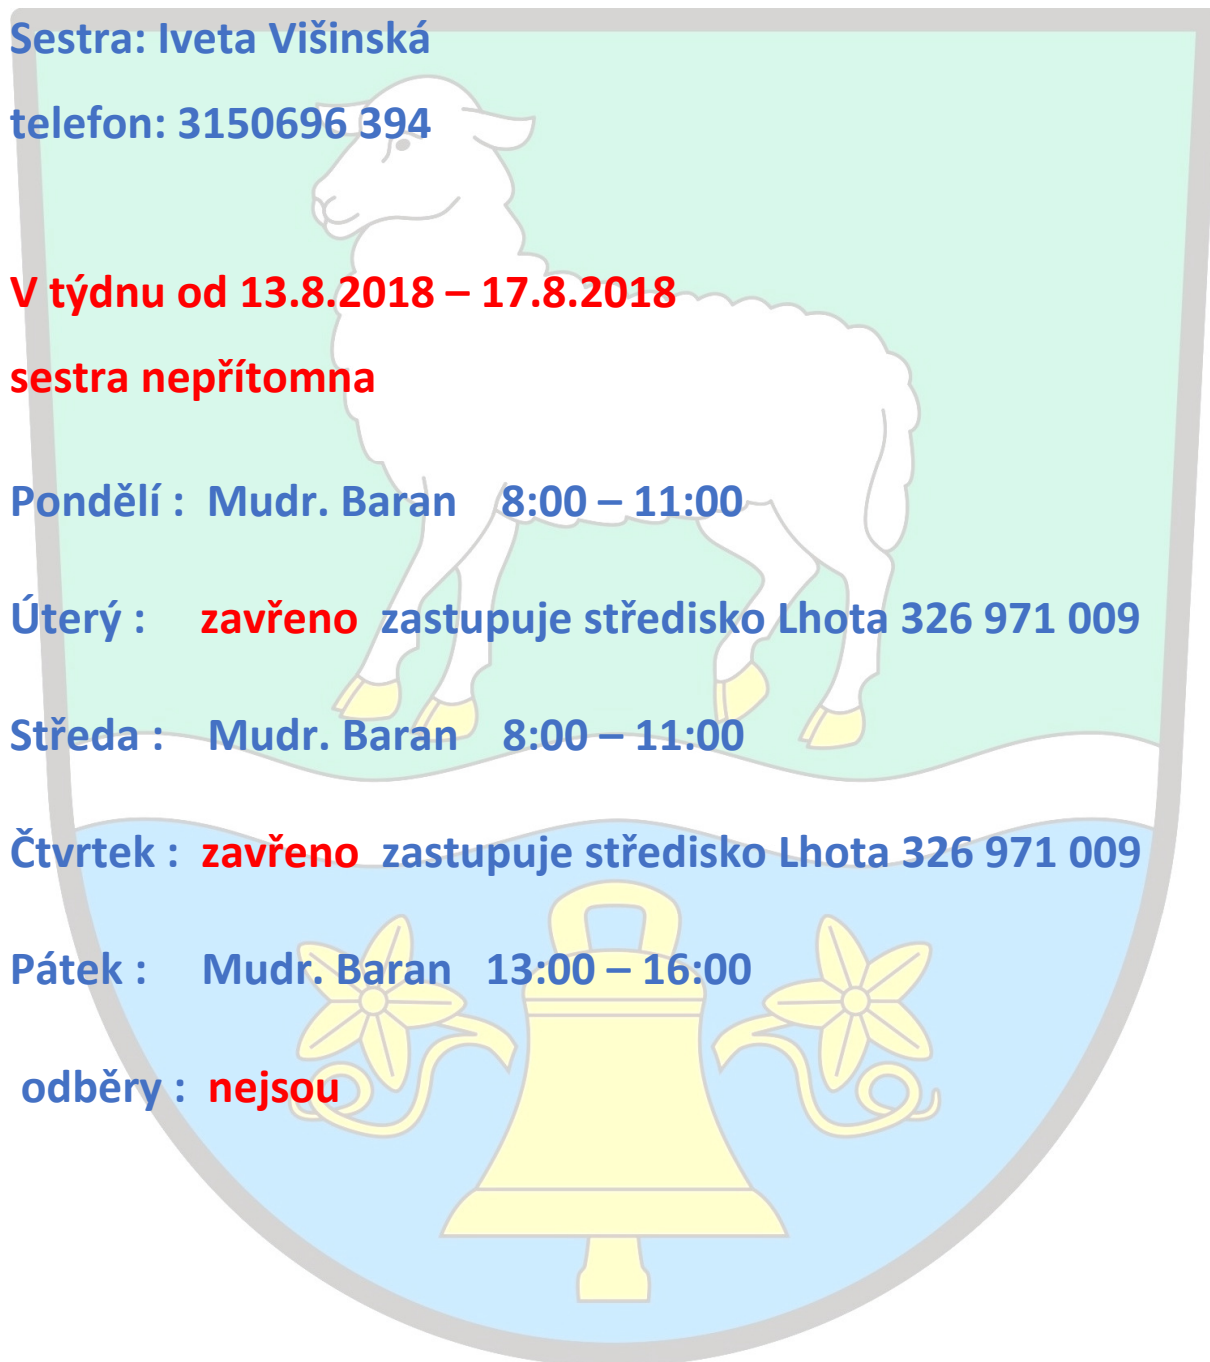 Sestra: Iveta Višinská
telefon: 3150696 394
V týdnu od 13.8.2018 – 17.8.2018
sestra nepřítomna
Pondělí : Mudr. Baran 8:00 – 11:00
Úterý : zavřeno zastupuje středisko Lhota 326 971 009
Středa : Mudr. Baran 8:00 – 11:00
Čtvrtek : zavřeno zastupuje středisko Lhota 326 971 009
Pátek : Mudr. Baran 13:00 – 16:00
odběry : nejsou